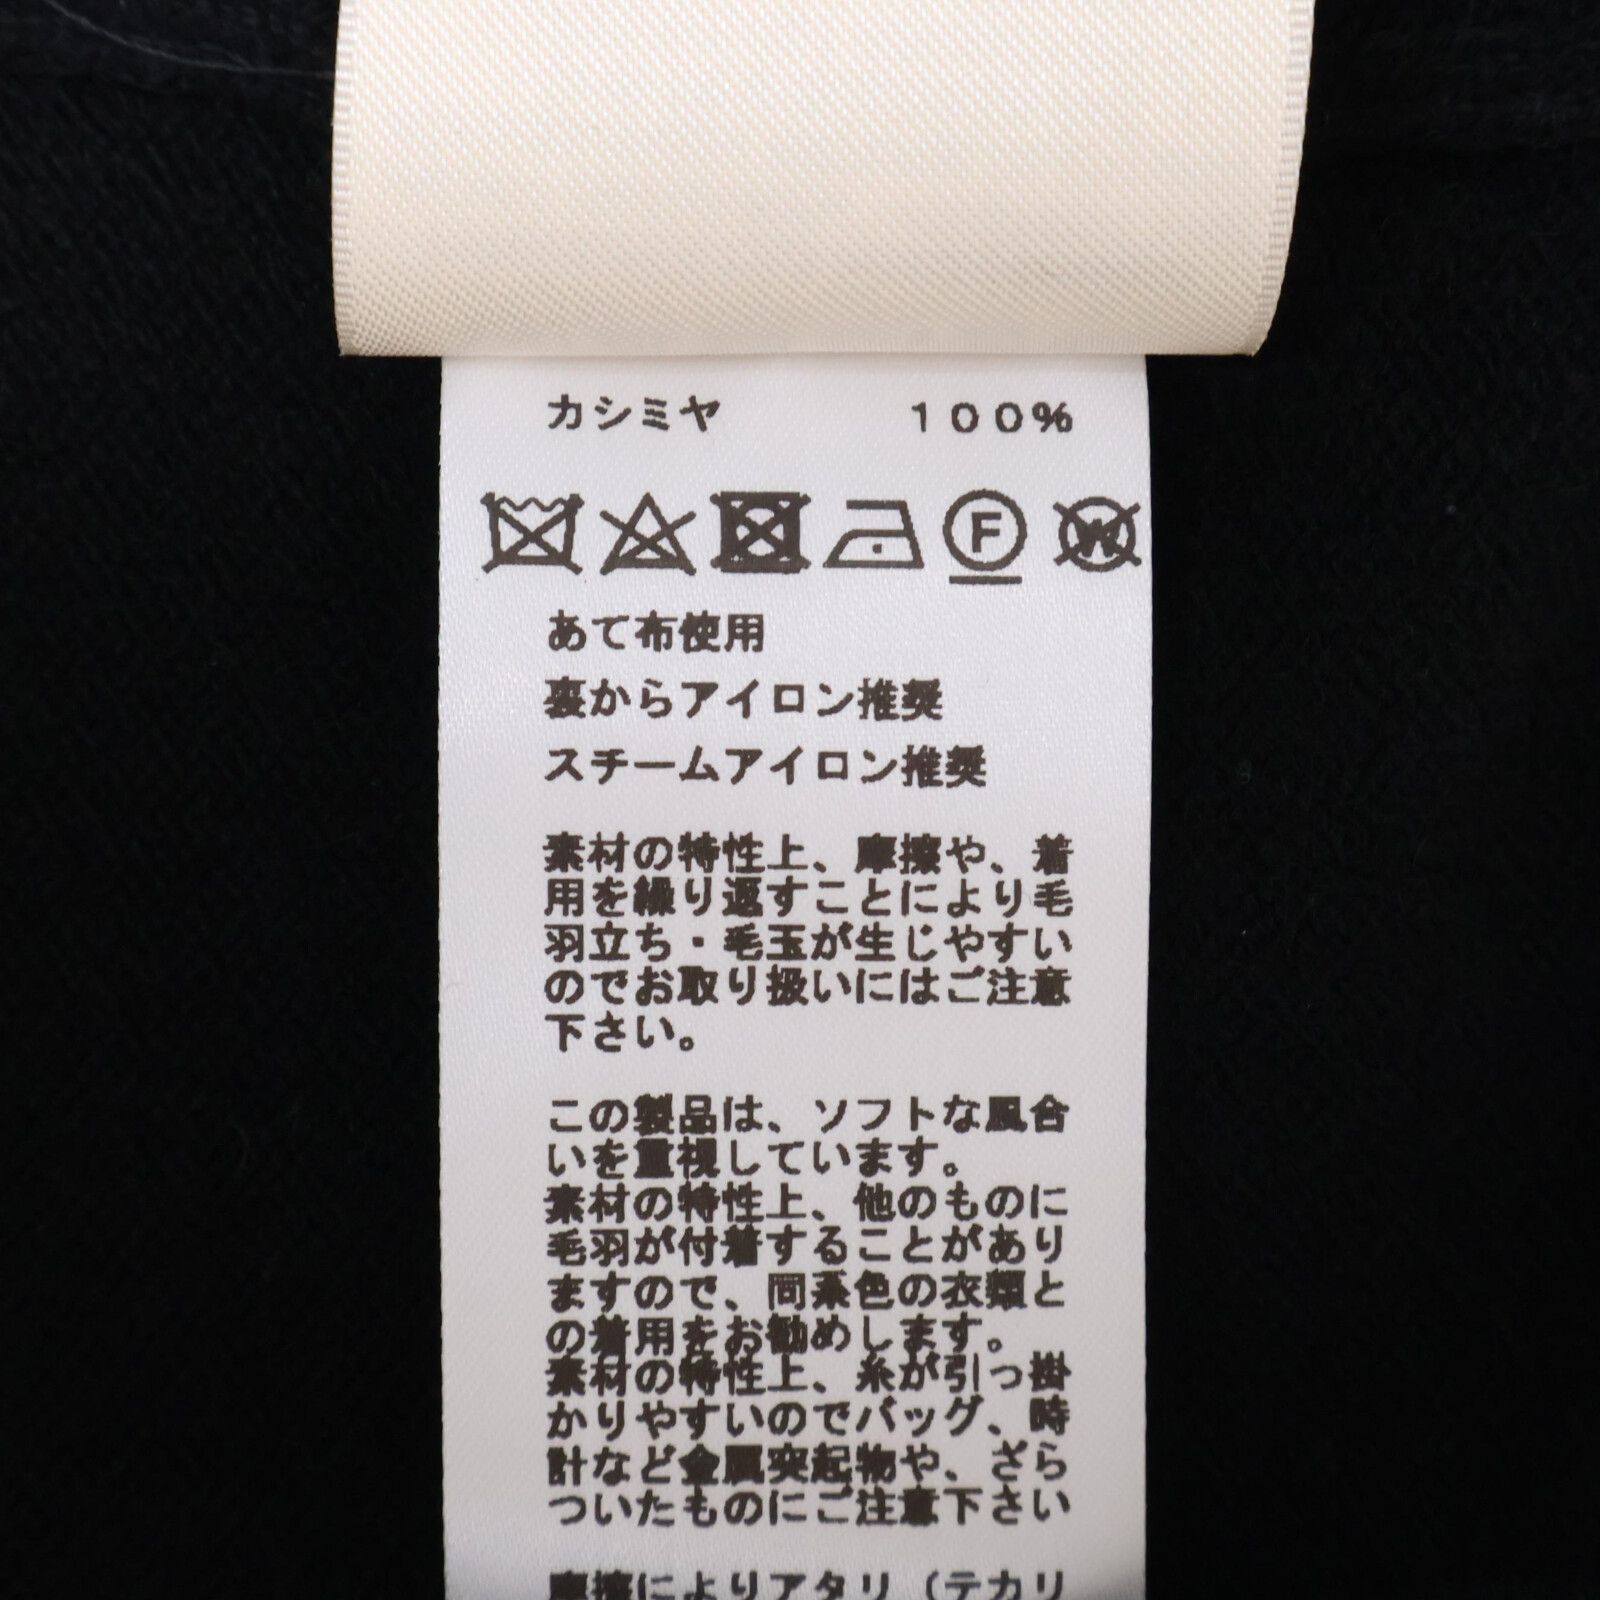 カシミヤ 100%
F
W
あて布使用
裏からアイロン推奨
スチームアイロン推奨
素材の特性上、摩擦や、着
用を繰り返すことにより毛
羽立ち・毛玉が生じやすい
のでお取り扱いにはご注意
下さい。
この製品は、ソフトな風合
いを重視しています。
素材の特性上、他のものに
毛羽が付着することがあり
ますので、同系色の衣類と
の着用をお勧めします。
素材の特性上、糸が引っ掛
かりやすいのでバッグ、時
計など金属突起物や、ざら
ついたものにご注意下さい
摩擦によりアタリ(テカリ